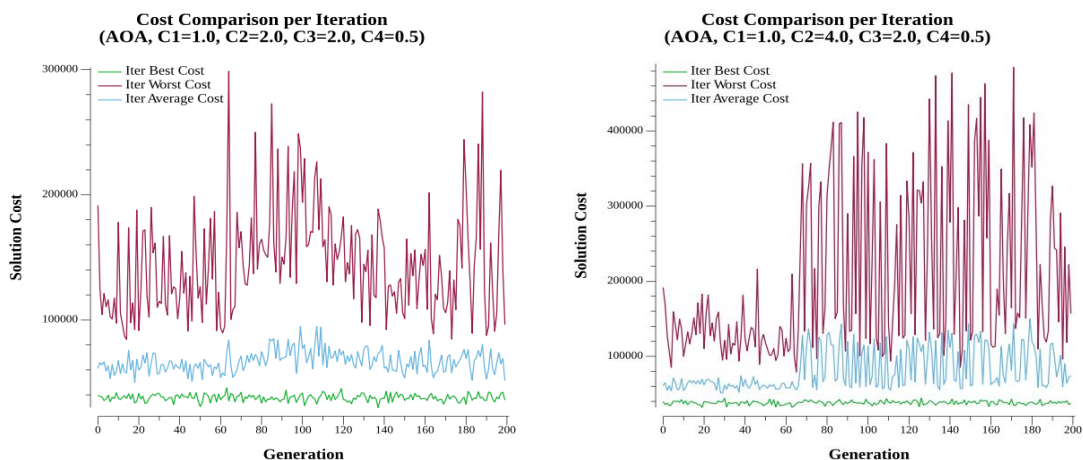 Cost Comparison per Iteration
(AOA, C1=1.0, C2=2.0, C3=2.0, C4=0.5)
300000
200000
100000
Solution Cost
Iter Best Cost
Iter Worst Cost
Iter Average Cost
0 20 40 60 80 100 120 140 160 180 200
Generation
Cost Comparison per Iteration
(AOA, C1=1.0, C2=4.0, C3=2.0, C4=0.5)
400000
300000
200000
100000
Solution Cost
Iter Best Cost
Iter Worst Cost
Iter Average Cost
0 20 40 60 80 100 120 140 160 180 200
Generation